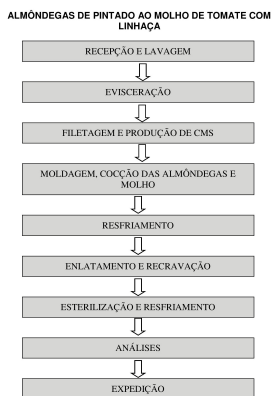 ALMÔNDEGAS DE PINTADO AO MOLHO DE TOMATE COM
LINHAÇA
RECEPÇÃO E LAVAGEM
EVISCERAÇÃO
FILETAGEM E PRODUÇÃO DE CMS
MOLDAGEM, COCÇÃO DAS ALMÔNDEGAS E
MOLHO
RESFRIAMENTO
ENLATAMENTO E RECRAVAÇÃO
ESTERILIZAÇÃO E RESFRIAMENTO
ANÁLISES
EXPEDIÇÃO